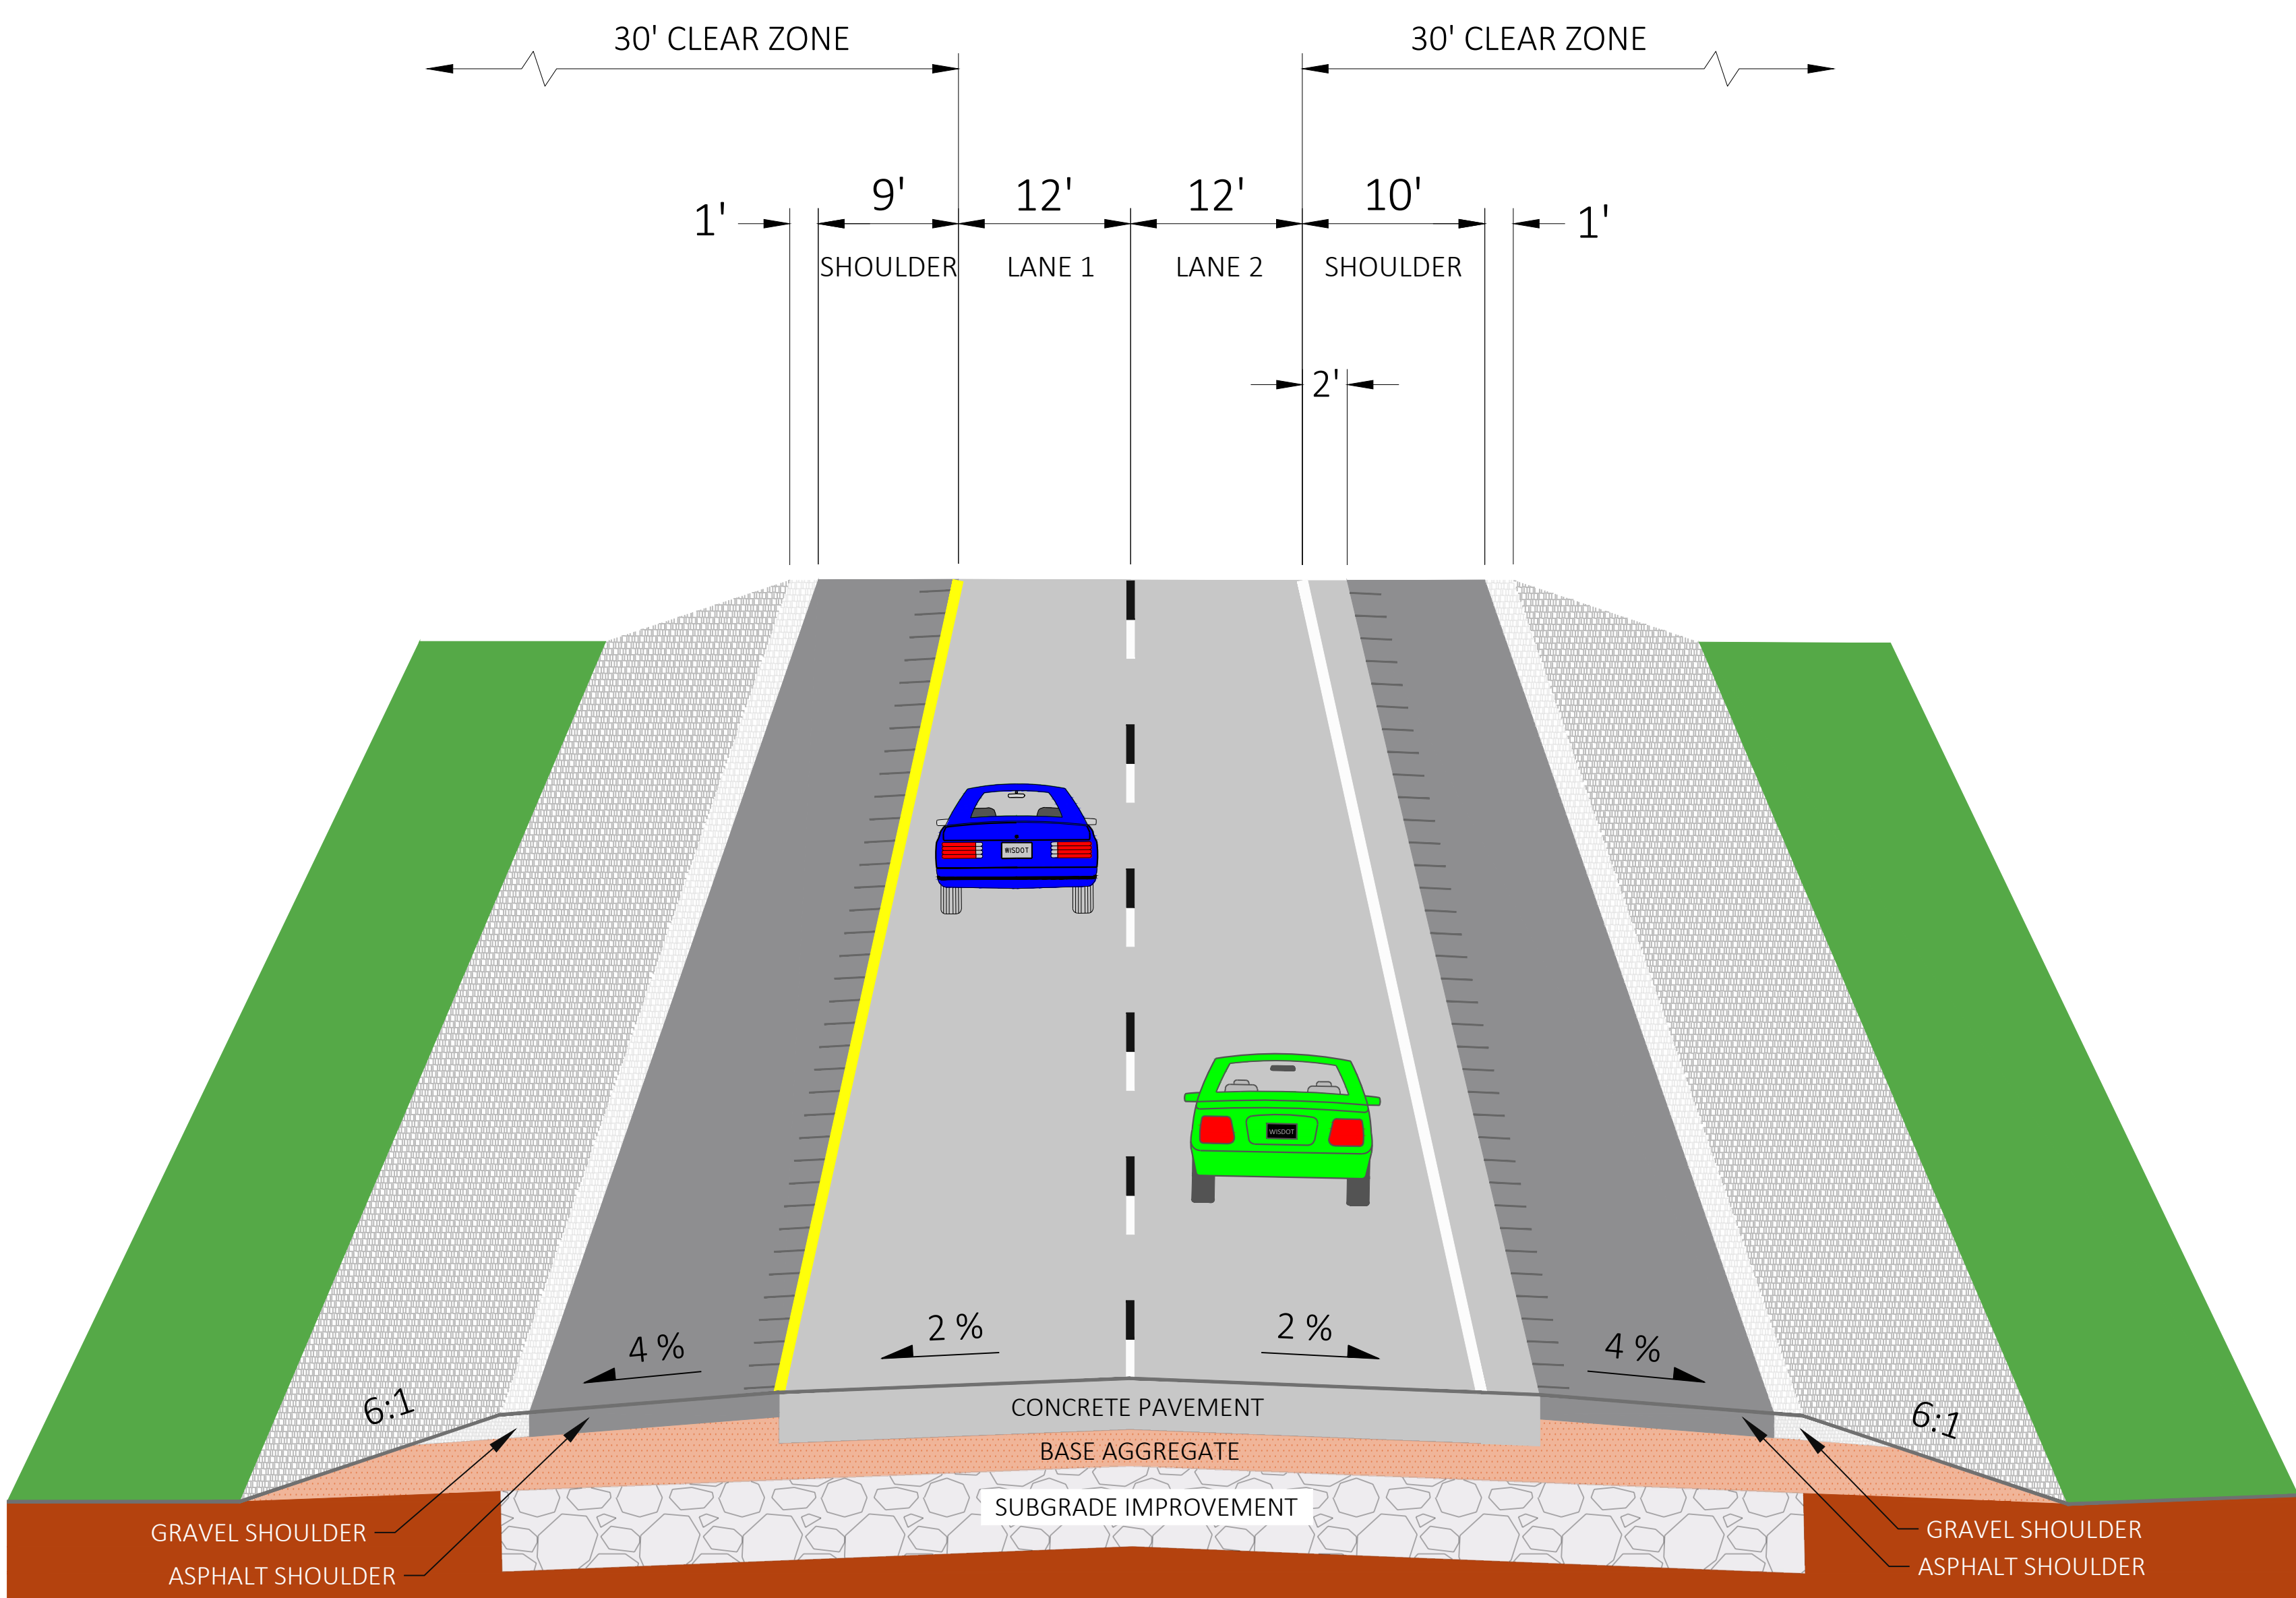 30' CLEAR ZONE
30' CLEAR ZONE
1'
9'
12'
12'
10'
1'
SHOULDER
LANE 1
LANE 2
SHOULDER
2'
WISDOT
WISDOT
2 %
2 %
4 %
4 %
6:1
6:1
CONCRETE PAVEMENT
BASE AGGREGATE
SUBGRADE IMPROVEMENT
GRAVEL SHOULDER
GRAVEL SHOULDER
ASPHALT SHOULDER
ASPHALT SHOULDER